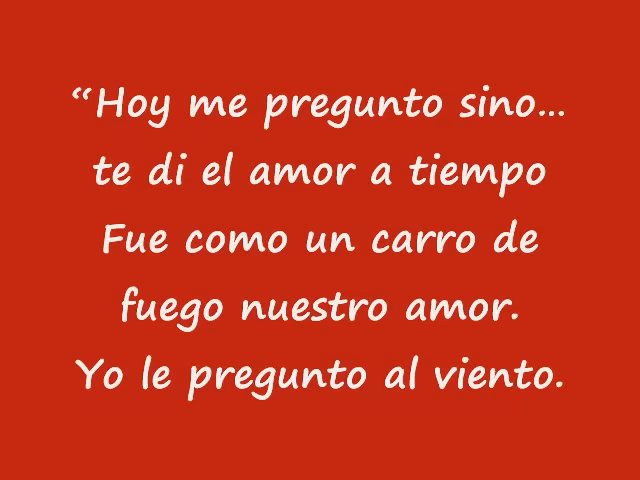 “Hoy me pregunto sino...
te di el amor a tiempo
Fue como un carro de
fuego nuestro amor.
Yo le pregunto al viento.